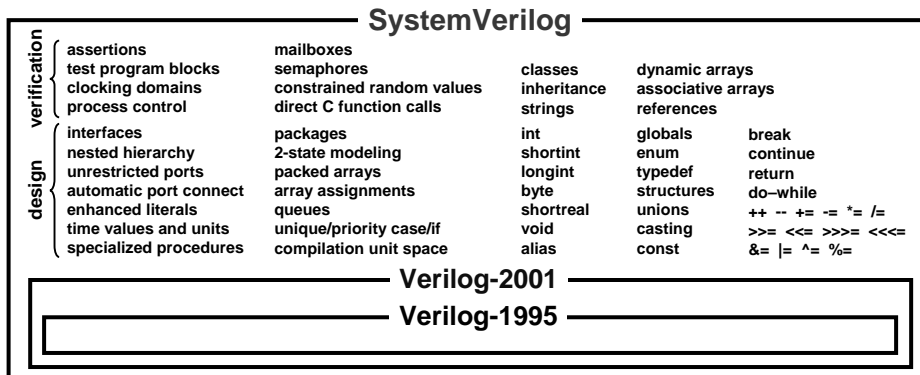 SystemVerilog
verification
assertions mailboxes
test program blocks semaphores classes dynamic arrays
clocking domains constrained random values inheritance associative arrays
process control direct C function calls strings references
design
interfaces packages int globals break
nested hierarchy 2-state modeling shortint enum continue
unrestricted ports packed arrays longint typedef return
automatic port connect array assignments byte structures do–while
enhanced literals queues shortreal unions ++ -- += -= *= /=
time values and units unique/priority case/if void casting >>= <<= >>>= <<<=
specialized procedures compilation unit space alias const &= |= ^= %=
Verilog-2001
Verilog-1995